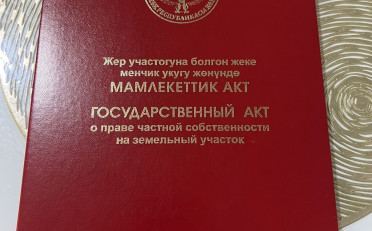 Жер участогуна болгон жеке
менчик укугу жөнүндө
МАМЛЕКЕТТИК АКТ
ГОСУДАРСТВЕННЫЙ АКТ
о праве частной собственности
на земельный участок